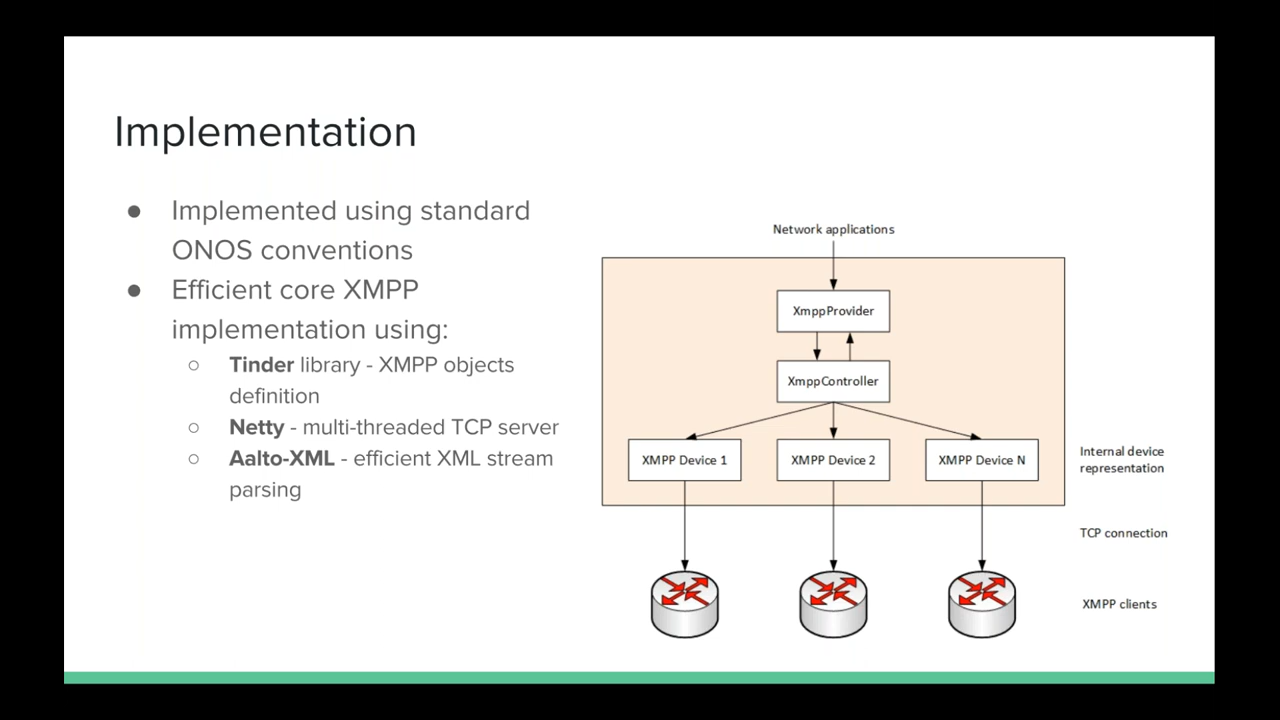 Implementation
● Implemented using standard
ONOS conventions
● Efficient core XMPP
implementation using:
○ Tinder library - XMPP objects
definition
○ Netty - multi-threaded TCP server
○ Aalto-XML - efficient XML stream
parsing
Network applications
XmppProvider
XmppController
XMPP Device 1
XMPP Device 2
XMPP Device N
Internal device
representation
TCP connection
XMPP clients